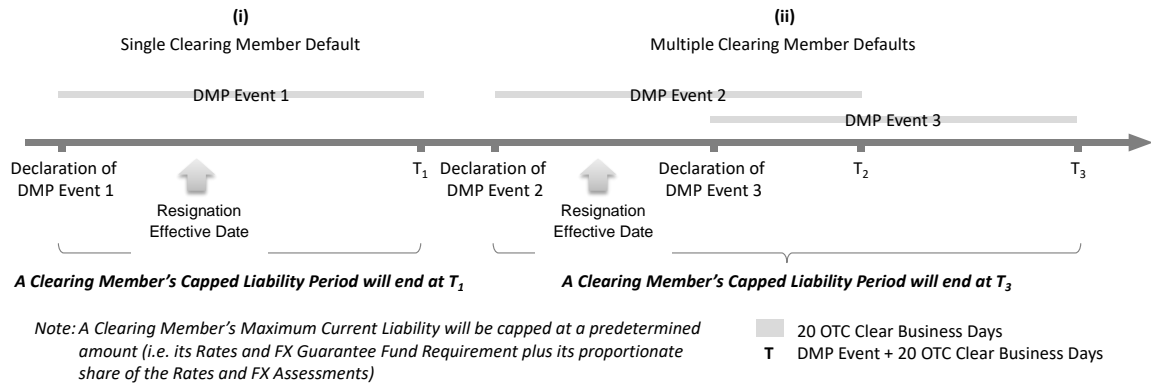 (i)
Single Clearing Member Default
(ii)
Multiple Clearing Member Defaults
DMP Event 1
DMP Event 2
DMP Event 3
Declaration of
DMP Event 1
Resignation
Effective Date
T1
Declaration of
DMP Event 2
Resignation
Effective Date
Declaration of
DMP Event 3
T2
T3
A Clearing Member's Capped Liability Period will end at T1
A Clearing Member's Capped Liability Period will end at T3
Note: A Clearing Member's Maximum Current Liability will be capped at a predetermined
amount (i.e. its Rates and FX Guarantee Fund Requirement plus its proportionate
share of the Rates and FX Assessments)
20 OTC Clear Business Days
T DMP Event + 20 OTC Clear Business Days